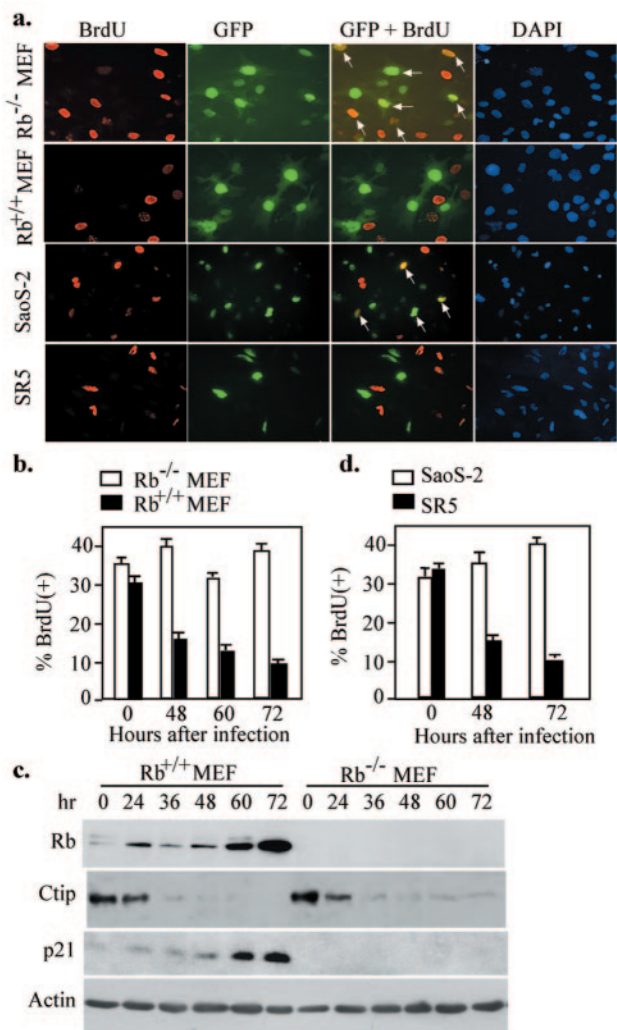 a.
BrdU GFP GFP + BrdU DAPI
Rb-/- MEF
Rb+/+ MEF
SaoS-2
SR5
b.
Rb-/- MEF
Rb+/+ MEF
% BrdU(+)
40
30
20
10
0
0 48 60 72
Hours after infection
d.
SaoS-2
SR5
% BrdU(+)
40
30
20
10
0
0 48 72
Hours after infection
c.
Rb+/+ MEF Rb-/- MEF
hr 0 24 36 48 60 72 0 24 36 48 60 72
Rb
Ctip
p21
Actin